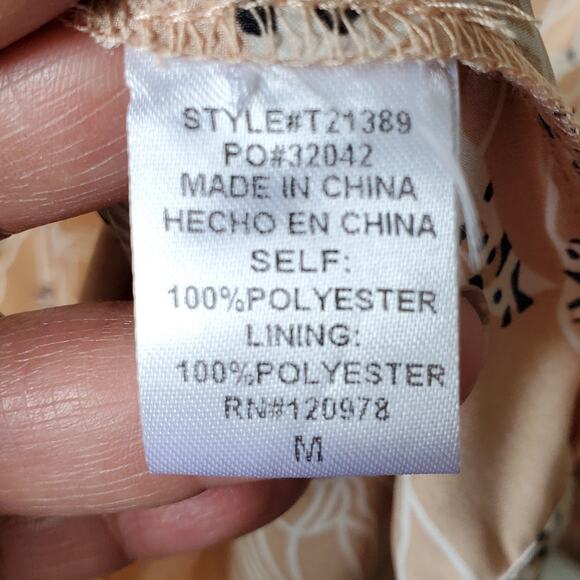 STYLE#T21389
PO#32042
MADE IN CHINA
HECHO EN CHINA
SELF:
100%POLYESTER
LINING:
100%POLYESTER
RN#120978
M